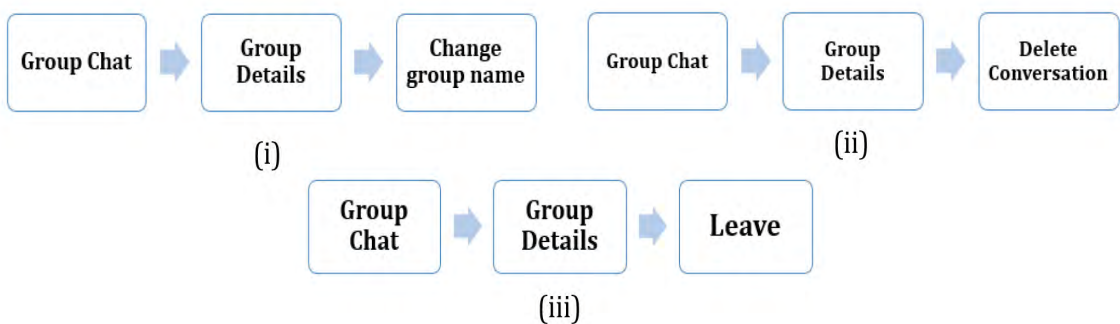 Group Chat
Group
Details
Change
group name
(i)
Group Chat
Group
Details
Delete
Conversation
(ii)
Group
Chat
Group
Details
Leave
(iii)